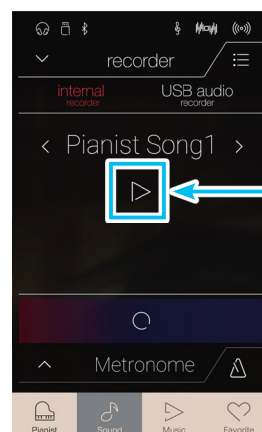 recorder
internal
recorder
USB audio
recorder
Pianist Song1
Metronome
Pianist Sound Music Favorite